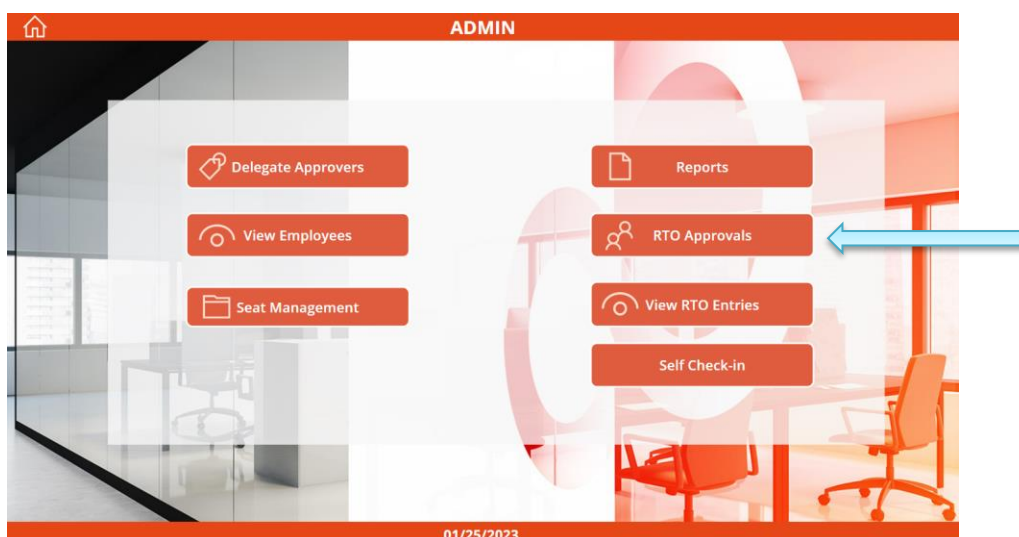 ADMIN
Delegate Approvers
Reports
View Employees
RTO Approvals
Seat Management
View RTO Entries
Self Check-in
01/25/2023